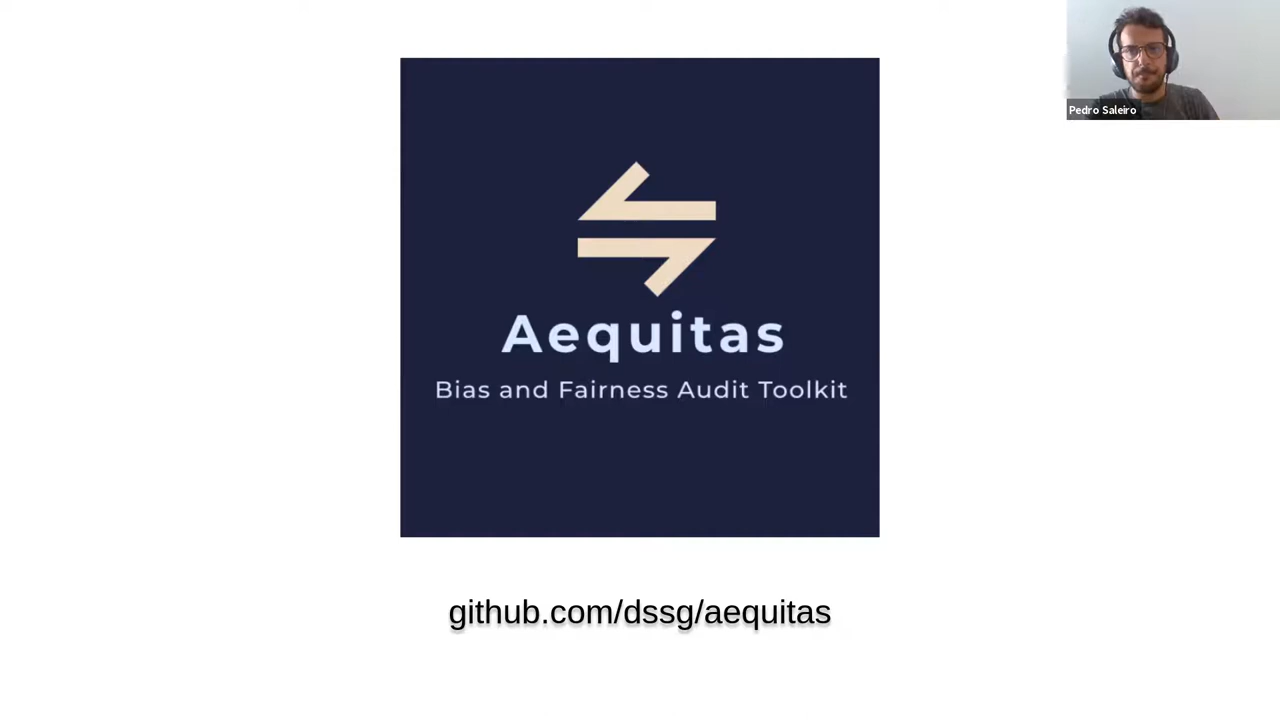 Pedro Saleiro
Aequitas
Bias and Fairness Audit Toolkit
github.com/dssg/aequitas